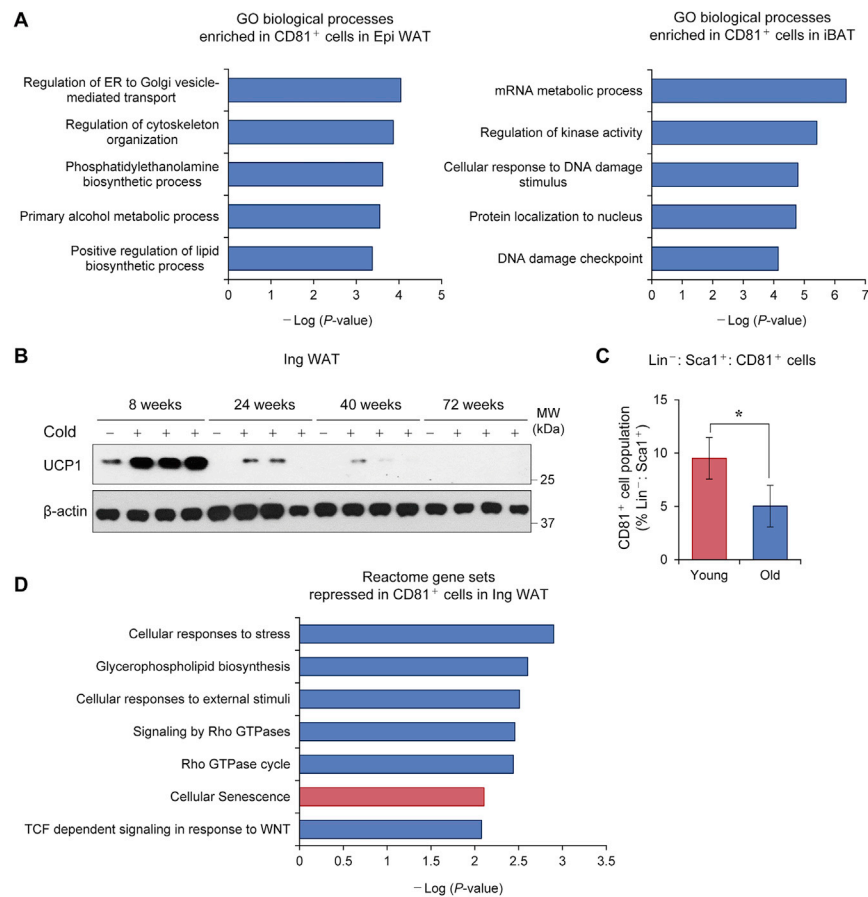 A
GO biological processes
enriched in CD81+ cells in Epi WAT
Regulation of ER to Golgi vesicle-
mediated transport
Regulation of cytoskeleton
organization
Phosphatidylethanolamine
biosynthetic process
Primary alcohol metabolic process
Positive regulation of lipid
biosynthetic process
0 1 2 3 4 5
−Log (P-value)
GO biological processes
enriched in CD81+ cells in iBAT
mRNA metabolic process
Regulation of kinase activity
Cellular response to DNA damage
stimulus
Protein localization to nucleus
DNA damage checkpoint
0 1 2 3 4 5 6 7
−Log (P-value)
B
Ing WAT
8 weeks 24 weeks 40 weeks 72 weeks
MW
(kDa)
Cold − + + + − + + + − + + + − + + +
UCP1
25
β-actin
37
C
Lin−: Sca1+: CD81+ cells
CD81+ cell population
(% Lin−: Sca1+)
15
10
5
0
*
Young Old
D
Reactome gene sets
repressed in CD81+ cells in Ing WAT
Cellular responses to stress
Glycerophospholipid biosynthesis
Cellular responses to external stimuli
Signaling by Rho GTPases
Rho GTPase cycle
Cellular Senescence
TCF dependent signaling in response to WNT
0 0.5 1 1.5 2 2.5 3 3.5
−Log (P-value)